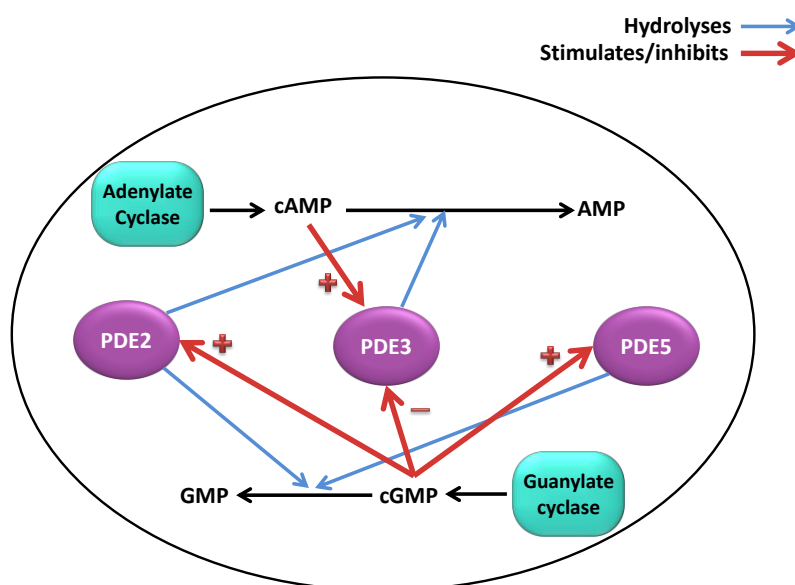 Hydrolyses
Stimulates/inhibits
Adenylate
Cyclase
cAMP
AMP
+
PDE2
+
PDE3
+
PDE5
−
GMP
cGMP
Guanylate
cyclase